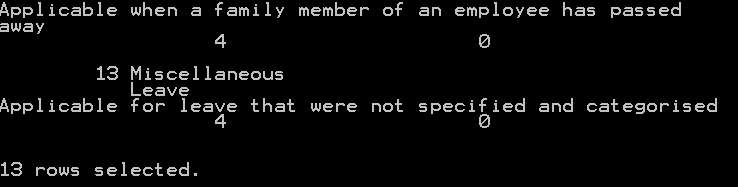 Applicable when a family member of an employee has passed
away
4 0
13 Miscellaneous
Leave
Applicable for leave that were not specified and categorised
4 0
13 rows selected.